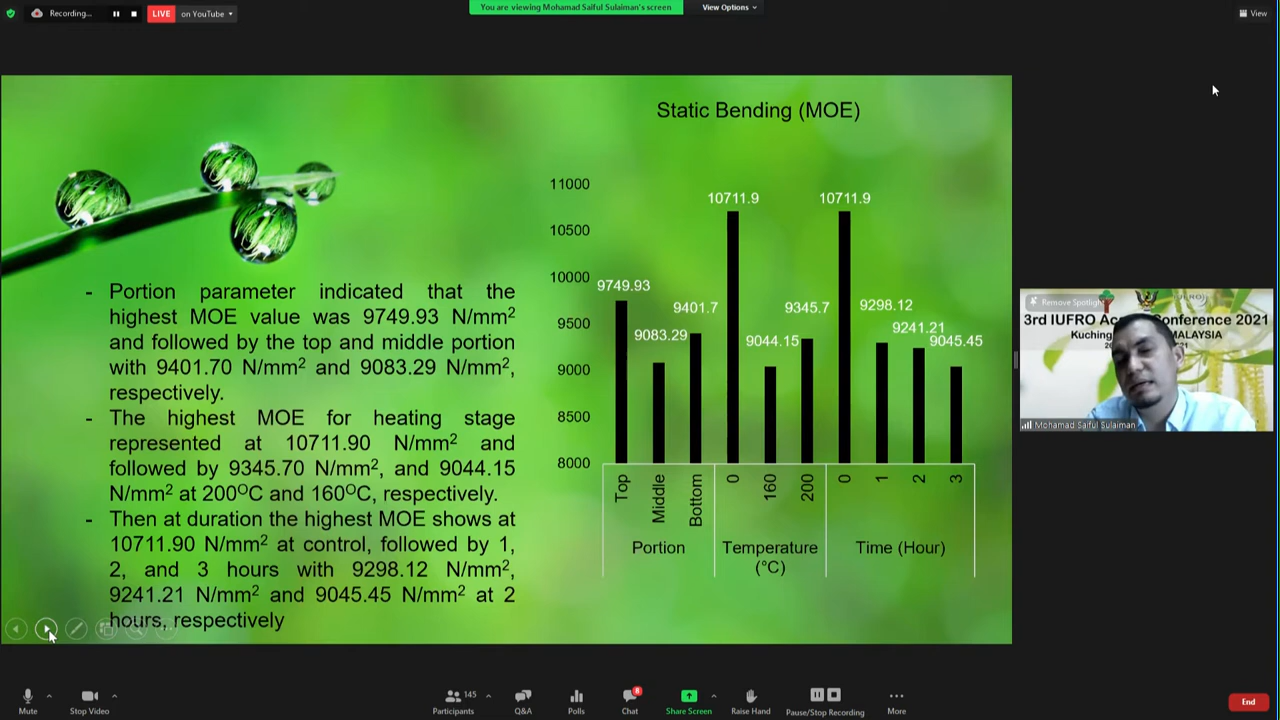 Recording...
LIVE on YouTube
You are viewing Mohamad Saiful Sulaiman's screen
View Options
View
Static Bending (MOE)
- Portion parameter indicated that the
highest MOE value was 9749.93 N/mm²
and followed by the top and middle portion
with 9401.70 N/mm² and 9083.29 N/mm²,
respectively.
- The highest MOE for heating stage
represented at 10711.90 N/mm² and
followed by 9345.70 N/mm², and 9044.15
N/mm² at 200ᴼC and 160ᴼC, respectively.
- Then at duration the highest MOE shows at
10711.90 N/mm² at control, followed by 1,
2, and 3 hours with 9298.12 N/mm²,
9241.21 N/mm² and 9045.45 N/mm² at 2
hours, respectively
11000
10500
10000
9500
9000
8500
8000
9749.93
9083.29
9401.7
10711.9
9044.15
9345.7
10711.9
9298.12
9241.21
9045.45
Top
Middle
Bottom
0
160
200
0
1
2
3
Portion
Temperature
(°C)
Time (Hour)
Remove Spotlight
3rd IUFRO Ac Conference 2021
Kuching MALAYSIA
Mohamad Saiful Sulaiman
Mute
Stop Video
145
Participants
Q&A
Polls
8
Chat
Share Screen
Raise Hand
Pause/Stop Recording
More
End